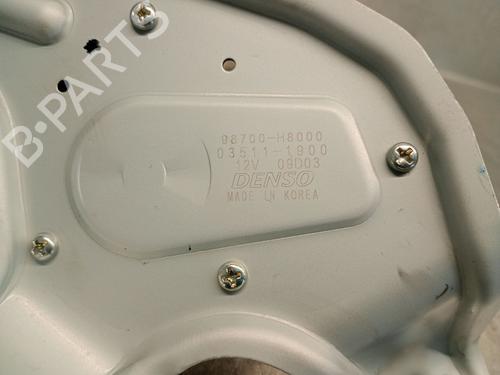 98700-H8000
03511-1900
12V 09D03
DENSO
MADE IN KOREA
B-PARTS